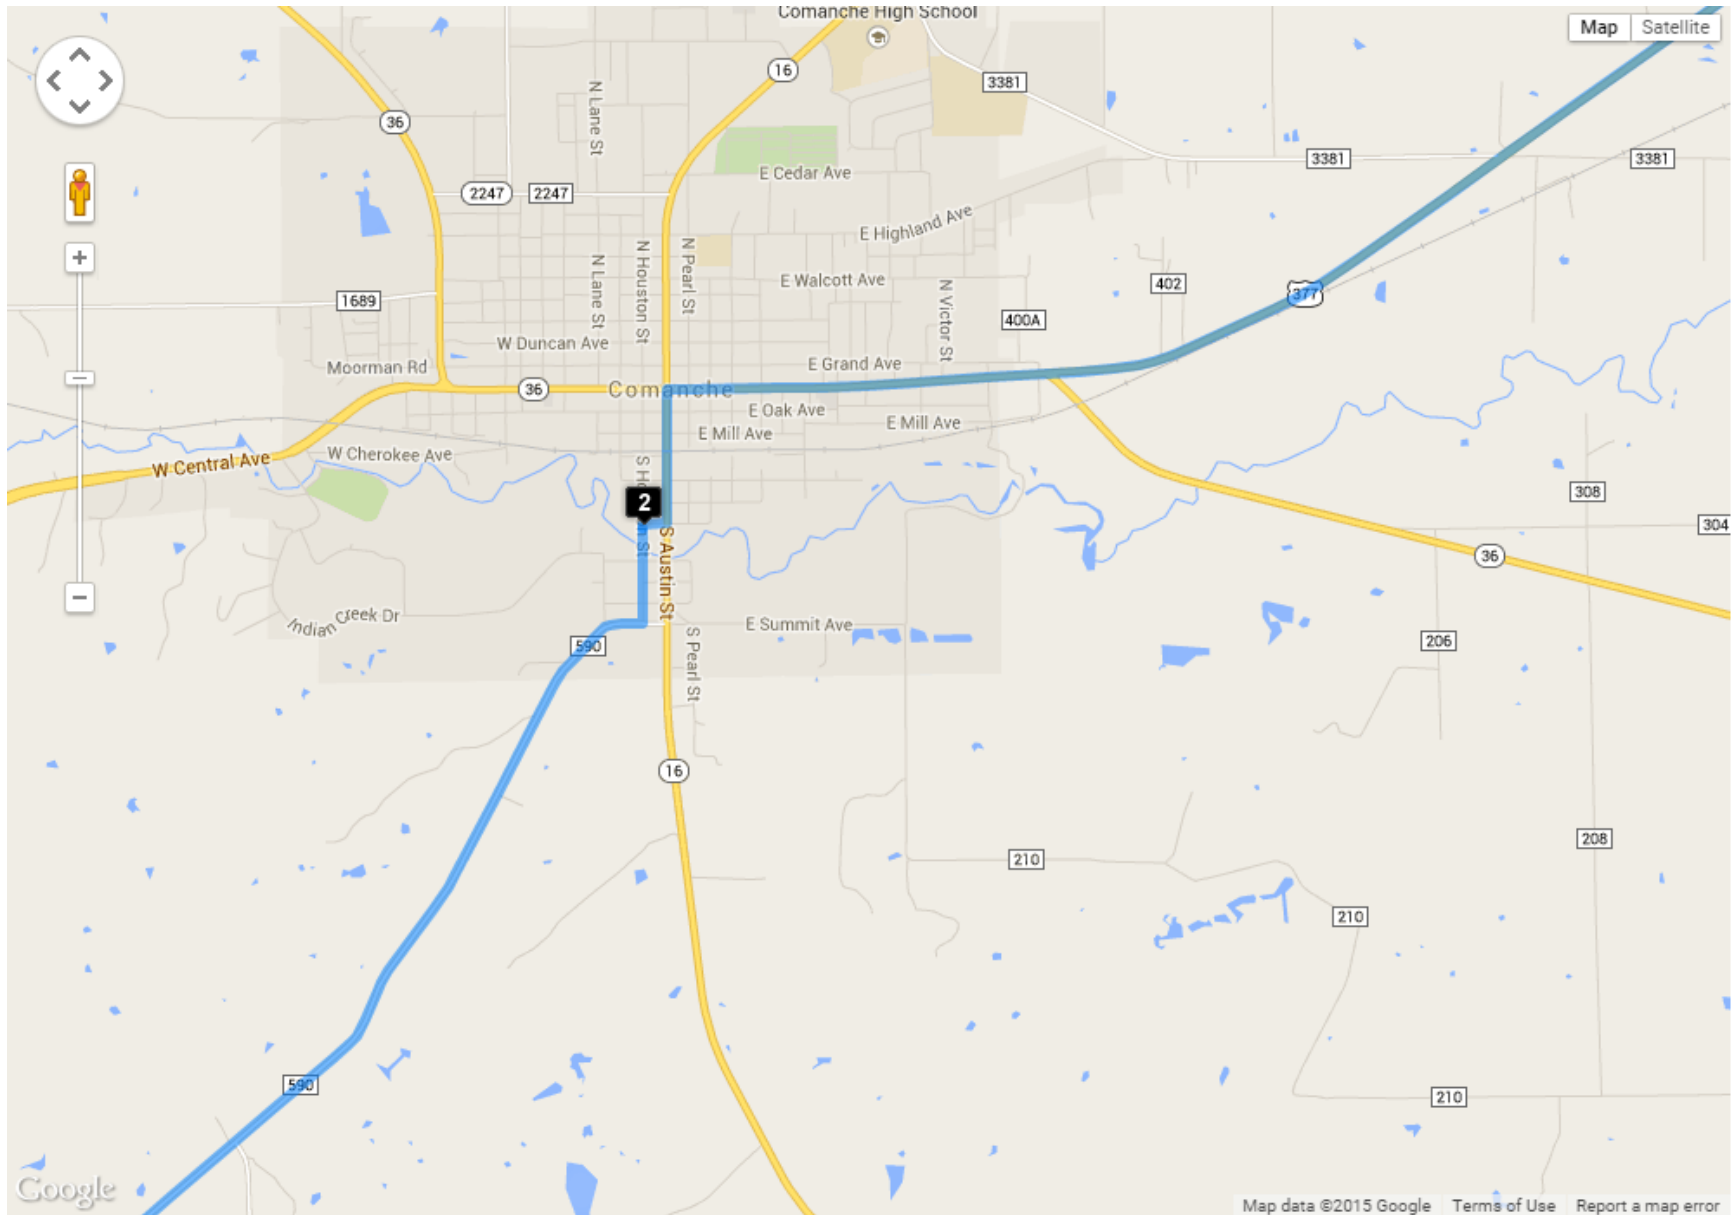 Comanche High School
Map
Satellite
16
3381
36
N Lane St
3381
3381
E Cedar Ave
2247
2247
E Highland Ave
N Houston St
N Pearl St
N Lane St
E Walcott Ave
N Victor St
402
377
1689
400A
W Duncan Ave
Moorman Rd
E Grand Ave
36
Comanche
E Oak Ave
E Mill Ave
E Mill Ave
W Cherokee Ave
W Central Ave
308
2
304
S Austin St
36
Indian Creek Dr
E Summit Ave
590
S Pearl St
206
16
208
210
210
590
210
Google
Map data ©2015 Google
Terms of Use
Report a map error